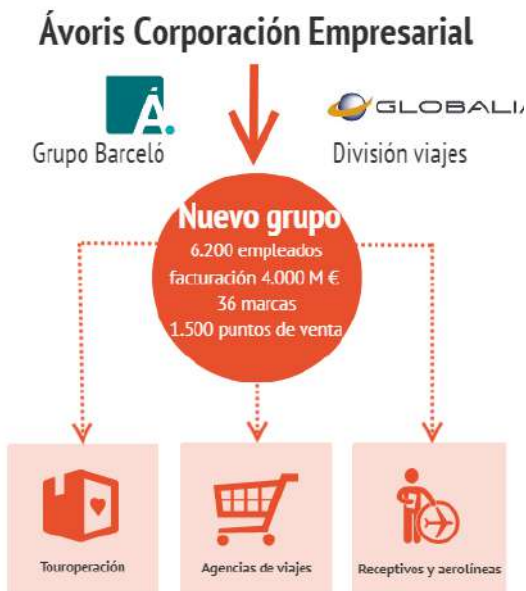 Ávoris Corporación Empresarial
Á.
GLOBALIA
Grupo Barceló
División viajes
Nuevo grupo
6.200 empleados
facturación 4.000 M €
36 marcas
1.500 puntos de venta
Touroperación
Agencias de viajes
Receptivos y aerolíneas